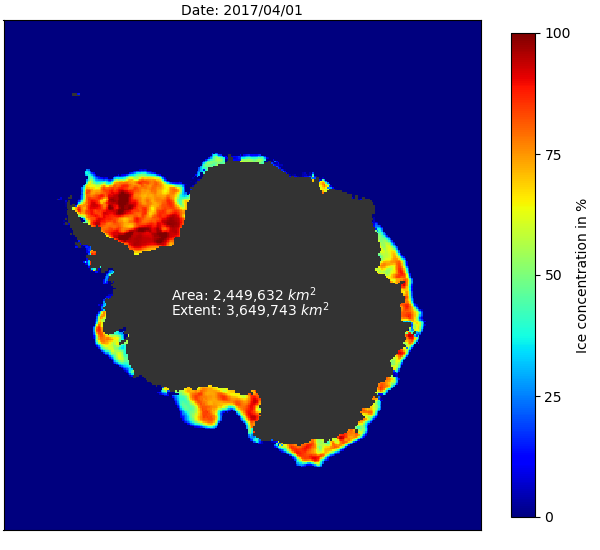 Date: 2017/04/01
100
75
50
25
0
Ice concentration in %
Area: 2,449,632 km²
Extent: 3,649,743 km²